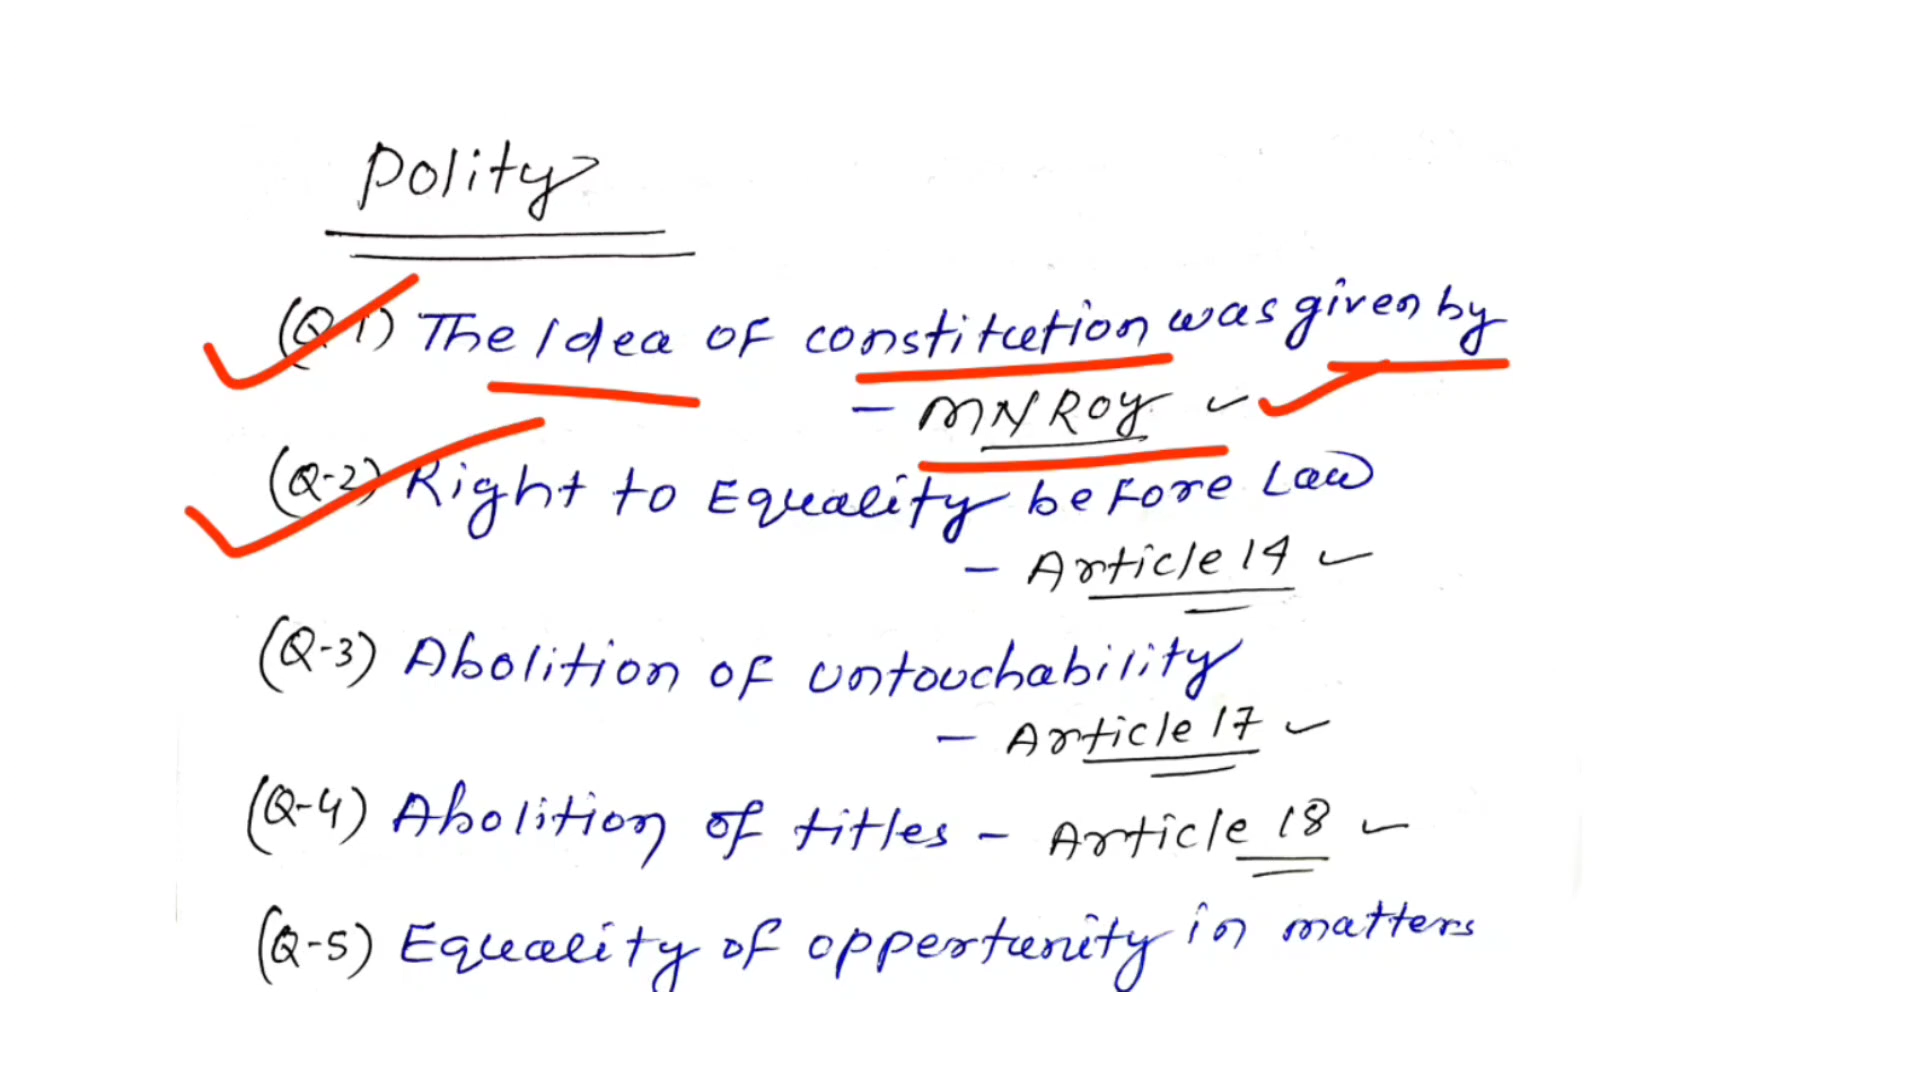 Polity
(Q-1) The Idea of constitution was given by
- MN Roy
(Q-2) Right to Equality before Law
- Article 14
(Q-3) Abolition of Untouchability
- Article 17
(Q-4) Abolition of titles - Article 18
(Q-5) Equality of oppertunity in matters